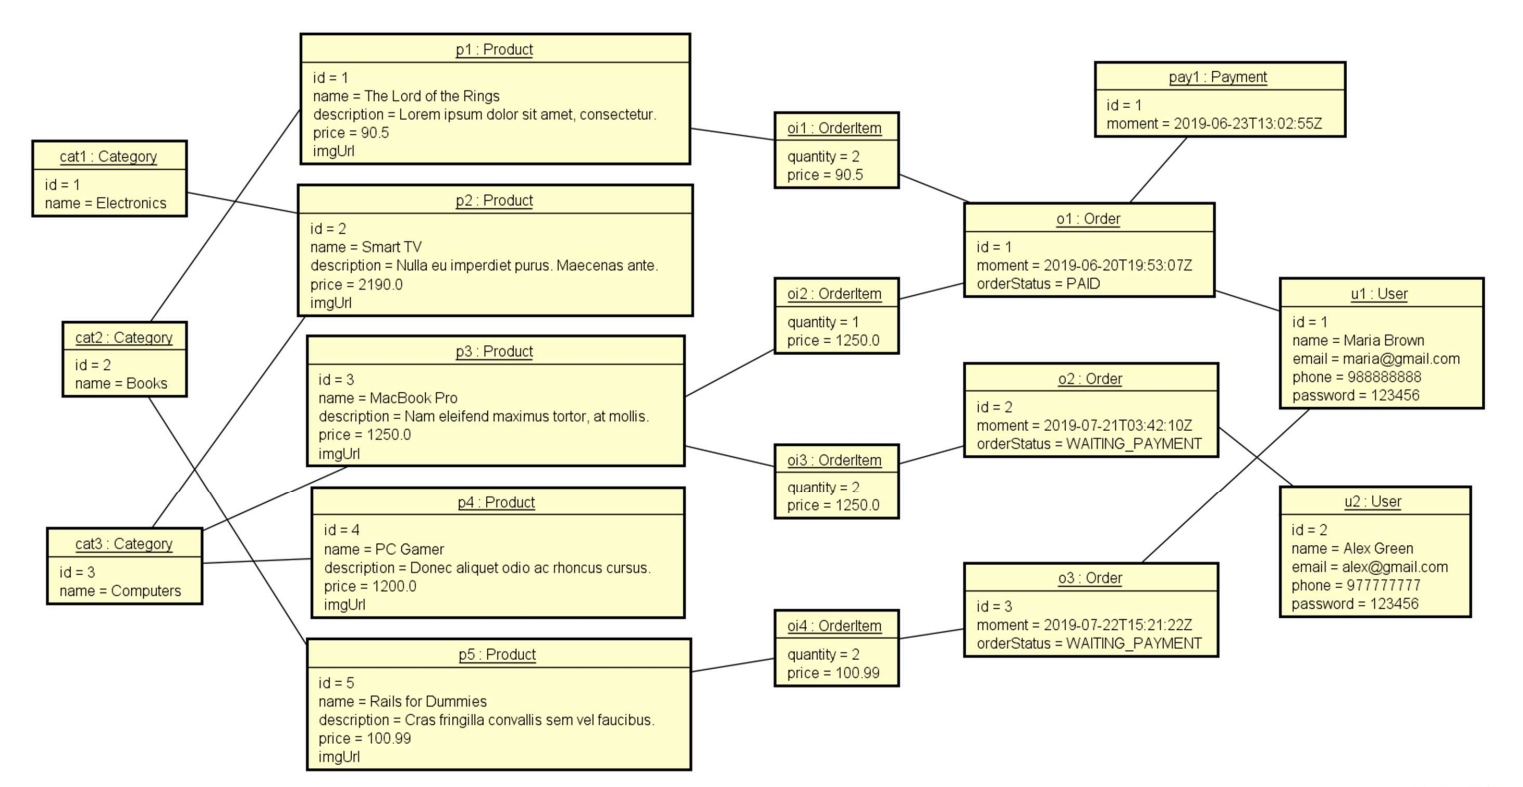 p1 : Product
id = 1
name = The Lord of the Rings
description = Lorem ipsum dolor sit amet, consectetur.
price = 90.5
imgUrl
pay1 : Payment
id = 1
moment = 2019-06-23T13:02:55Z
oi1 : OrderItem
quantity = 2
price = 90.5
cat1 : Category
id = 1
name = Electronics
p2 : Product
id = 2
name = Smart TV
description = Nulla eu imperdiet purus. Maecenas ante.
price = 2190.0
imgUrl
o1 : Order
id = 1
moment = 2019-06-20T19:53:07Z
orderStatus = PAID
oi2 : OrderItem
quantity = 1
price = 1250.0
u1 : User
id = 1
name = Maria Brown
email = maria@gmail.com
phone = 988888888
password = 123456
cat2 : Category
id = 2
name = Books
p3 : Product
id = 3
name = MacBook Pro
description = Nam eleifend maximus tortor, at mollis.
price = 1250.0
imgUrl
o2 : Order
id = 2
moment = 2019-07-21T03:42:10Z
orderStatus = WAITING_PAYMENT
oi3 : OrderItem
quantity = 2
price = 1250.0
u2 : User
id = 2
name = Alex Green
email = alex@gmail.com
phone = 977777777
password = 123456
cat3 : Category
id = 3
name = Computers
p4 : Product
id = 4
name = PC Gamer
description = Donec aliquet odio ac rhoncus cursus.
price = 1200.0
imgUrl
o3 : Order
id = 3
moment = 2019-07-22T15:21:22Z
orderStatus = WAITING_PAYMENT
oi4 : OrderItem
quantity = 2
price = 100.99
p5 : Product
id = 5
name = Rails for Dummies
description = Cras fringilla convallis sem vel faucibus.
price = 100.99
imgUrl